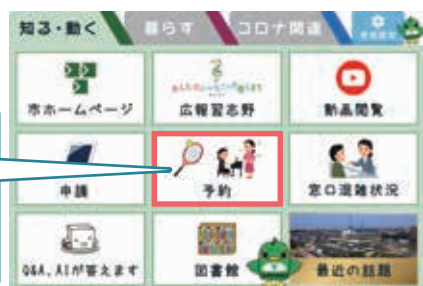 知る・動く
暮らす
コロナ関連
市ホームページ
広報習志野
動画閲覧
申請
予約
窓口混雑状況
Q&A、AIが答えます
図書館
最近の話題